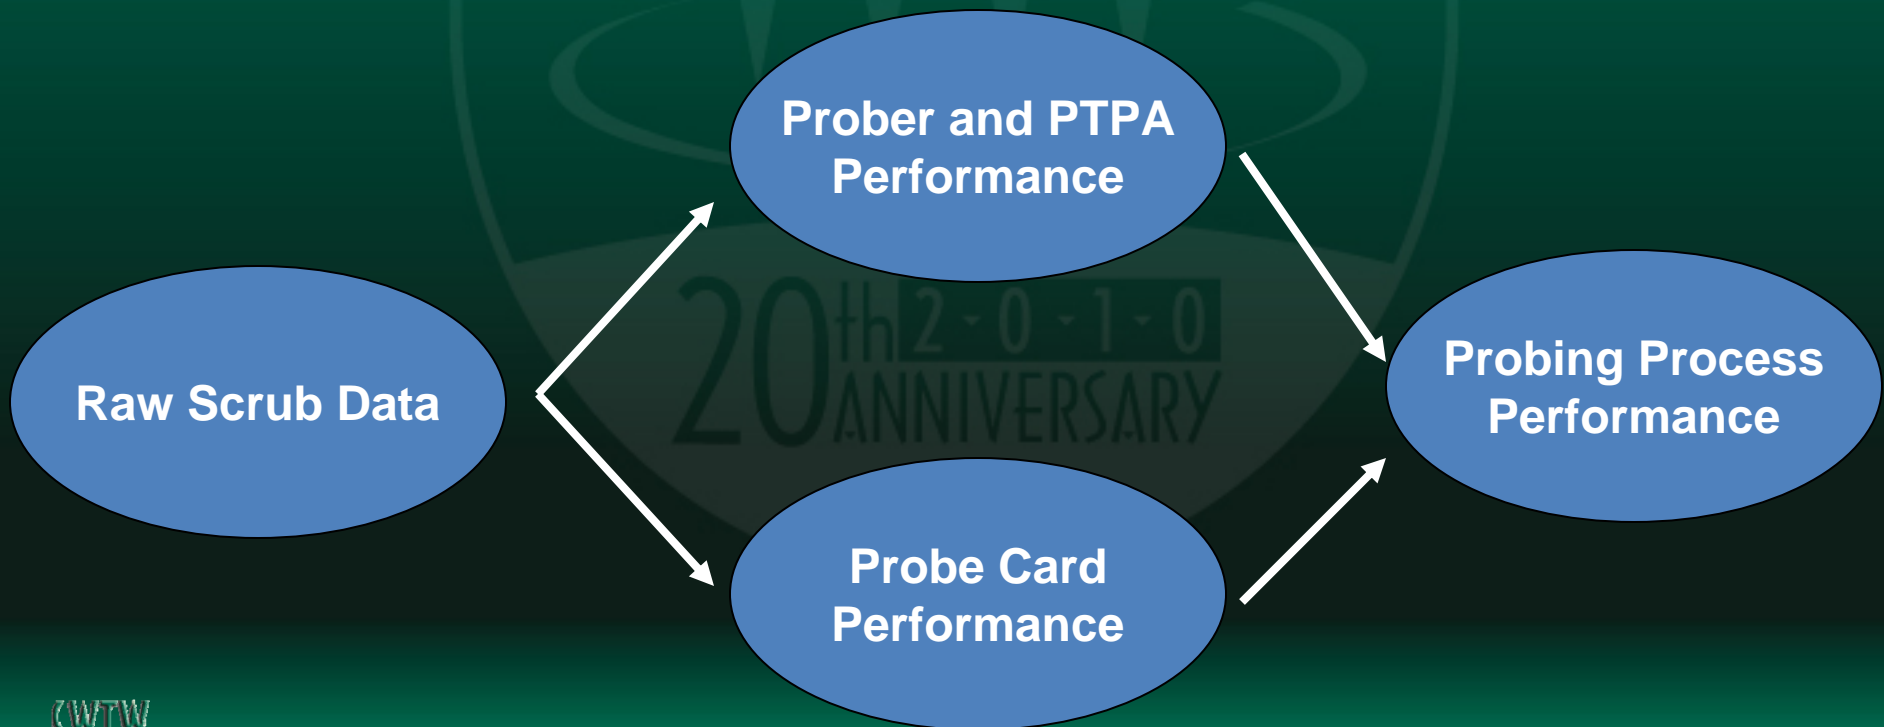 Prober and PTPA
Performance
Raw Scrub Data
20th 2 - 0 - 1 - 0
ANNIVERSARY
Probing Process
Performance
Probe Card
Performance